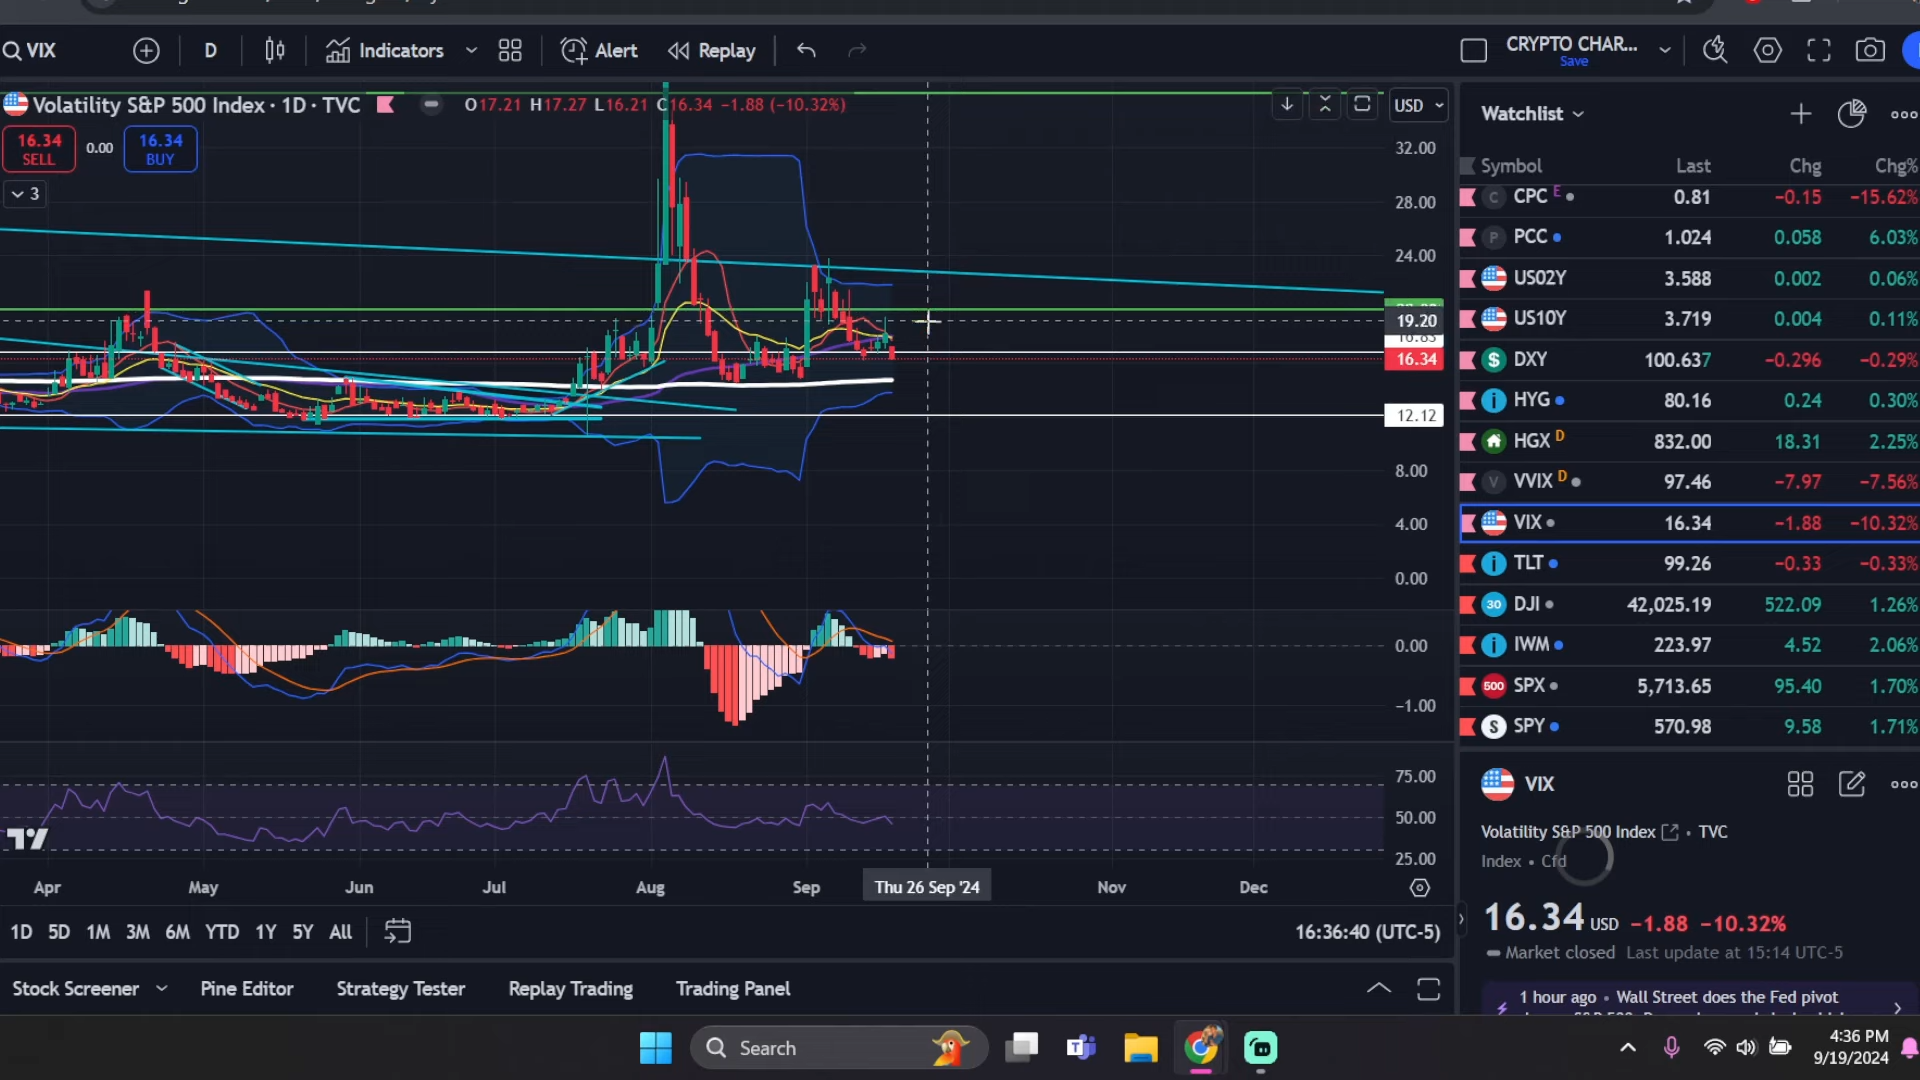 VIX
D
Indicators
Alert
Replay
CRYPTO CHAR...
Save
Volatility S&P 500 Index · 1D · TVC
O17.21 H17.27 L16.21 C16.34 −1.88 (−10.32%)
USD
16.34
SELL
0.00
16.34
BUY
3
32.00
28.00
24.00
19.20
16.83
16.34
12.12
8.00
4.00
0.00
0.00
−1.00
75.00
50.00
25.00
Apr May Jun Jul Aug Sep Thu 26 Sep '24 Nov Dec
1D 5D 1M 3M 6M YTD 1Y 5Y All
16:36:40 (UTC-5)
Stock Screener Pine Editor Strategy Tester Replay Trading Trading Panel
Watchlist
Symbol Last Chg Chg%
CPC E 0.81 −0.15 −15.62%
PCC 1.024 0.058 6.03%
US02Y 3.588 0.002 0.06%
US10Y 3.719 0.004 0.11%
DXY 100.637 −0.296 −0.29%
HYG 80.16 0.24 0.30%
HGX D 832.00 18.31 2.25%
VVIX D 97.46 −7.97 −7.56%
VIX 16.34 −1.88 −10.32%
TLT 99.26 −0.33 −0.33%
30 DJI 42,025.19 522.09 1.26%
IWM 223.97 4.52 2.06%
500 SPX 5,713.65 95.40 1.70%
S SPY 570.98 9.58 1.71%
VIX
Volatility S&P 500 Index • TVC
Index • Cfd
16.34 USD −1.88 −10.32%
Market closed Last update at 15:14 UTC-5
1 hour ago • Wall Street does the Fed pivot
Search
4:36 PM
9/19/2024